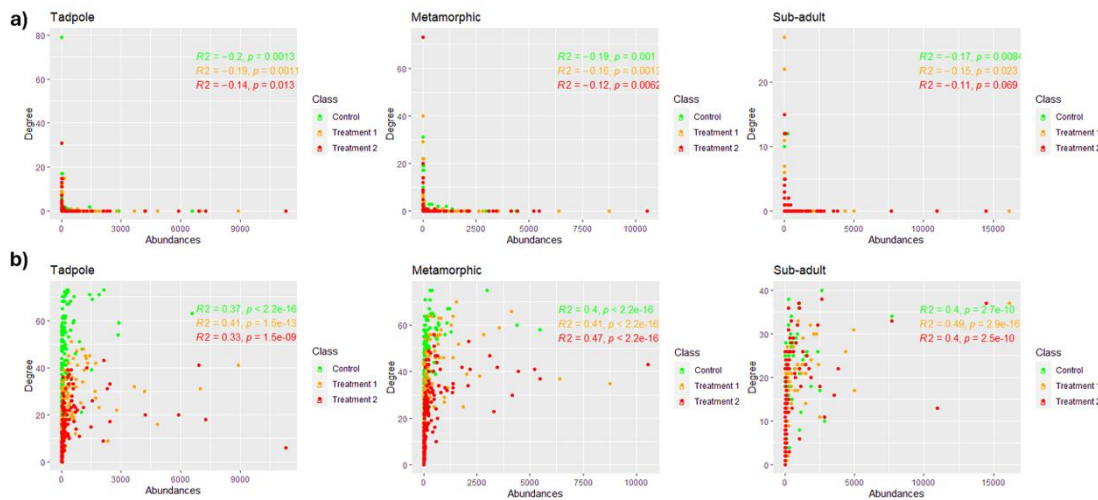 a)
Tadpole
80
60
40
20
0
Degree
0
3000
6000
9000
Abundances
R2 = −0.2, p = 0.0013
R2 = −0.19, p = 0.0011
R2 = −0.14, p = 0.013
Class
Control
Treatment 1
Treatment 2
Metamorphic
60
40
20
0
Degree
0
2500
5000
7500
10000
Abundances
R2 = −0.19, p = 0.001
R2 = −0.16, p = 0.0013
R2 = −0.12, p = 0.0062
Class
Control
Treatment 1
Treatment 2
Sub-adult
20
10
0
Degree
0
5000
10000
15000
Abundances
R2 = −0.17, p = 0.0084
R2 = −0.15, p = 0.023
R2 = −0.11, p = 0.069
Class
Control
Treatment 1
Treatment 2
b)
Tadpole
60
40
20
0
Degree
0
3000
6000
9000
Abundances
R2 = 0.37, p < 2.2e-16
R2 = 0.41, p = 1.5e-13
R2 = 0.33, p = 1.5e-09
Class
Control
Treatment 1
Treatment 2
Metamorphic
60
40
20
0
Degree
0
2500
5000
7500
10000
Abundances
R2 = 0.4, p < 2.2e-16
R2 = 0.41, p < 2.2e-16
R2 = 0.47, p < 2.2e-16
Class
Control
Treatment 1
Treatment 2
Sub-adult
40
30
20
10
0
Degree
0
5000
10000
15000
Abundances
R2 = 0.4, p = 2.7e-10
R2 = 0.49, p = 2.9e-16
R2 = 0.4, p = 2.5e-10
Class
Control
Treatment 1
Treatment 2